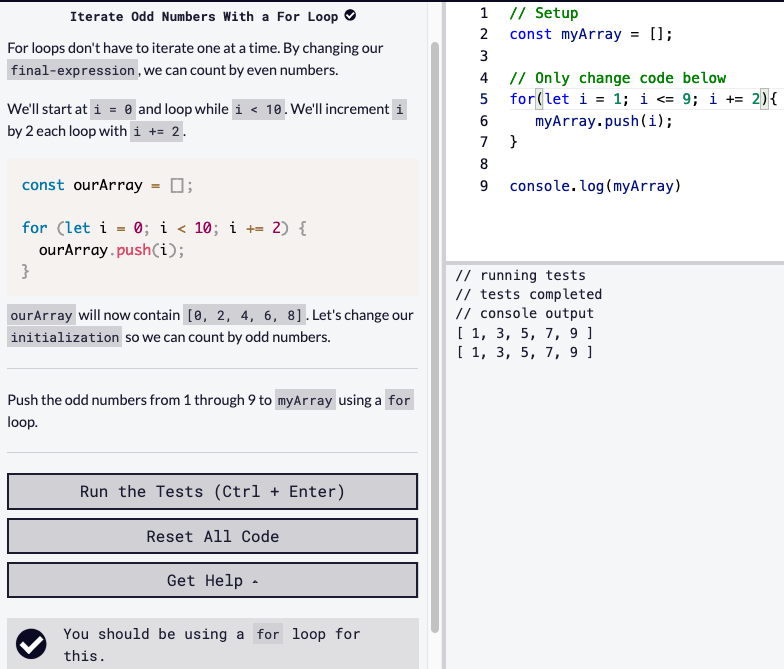 Iterate Odd Numbers With a For Loop
For loops don't have to iterate one at a time. By changing our
final-expression, we can count by even numbers.
We'll start at i = 0 and loop while i < 10. We'll increment i
by 2 each loop with i += 2.
const ourArray = [];
for (let i = 0; i < 10; i += 2) {
  ourArray.push(i);
}
ourArray will now contain [0, 2, 4, 6, 8]. Let's change our
initialization so we can count by odd numbers.
Push the odd numbers from 1 through 9 to myArray using a for
loop.
Run the Tests (Ctrl + Enter)
Reset All Code
Get Help
You should be using a for loop for
this.
1 // Setup
2 const myArray = [];
3
4 // Only change code below
5 for(let i = 1; i <= 9; i += 2){
6    myArray.push(i);
7 }
8
9 console.log(myArray)
// running tests
// tests completed
// console output
[ 1, 3, 5, 7, 9 ]
[ 1, 3, 5, 7, 9 ]